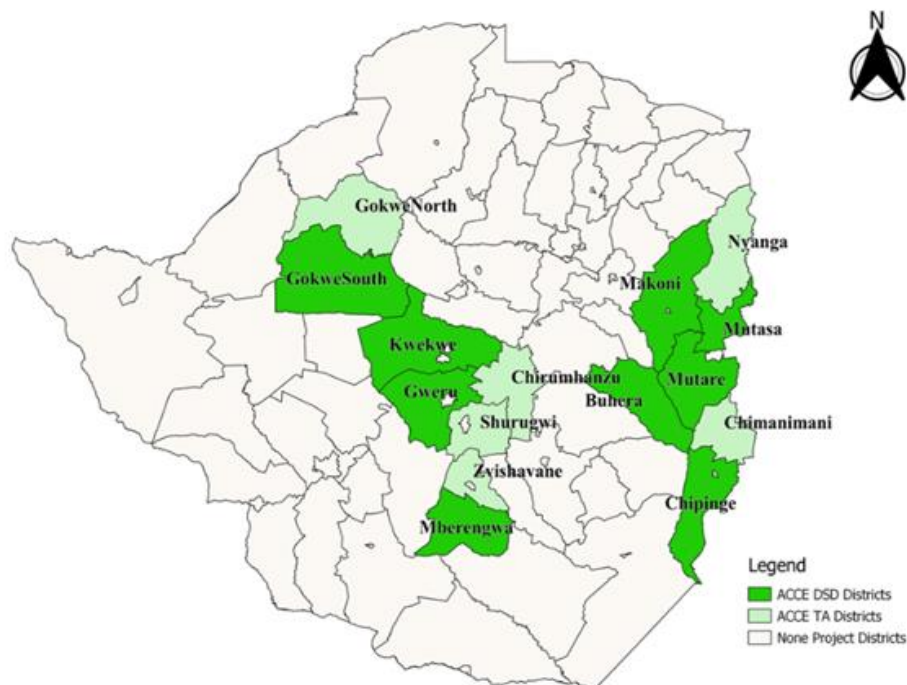 N
GokweNorth
Nyanga
GokweSouth
Makoni
Mutasa
Kwekwe
Chirumhanzu
Mutare
Gweru
Buhera
Shurugwi
Chimanimani
Zvishavane
Chipinge
Mberengwa
Legend
ACCE DSD Districts
ACCE TA Districts
None Project Districts